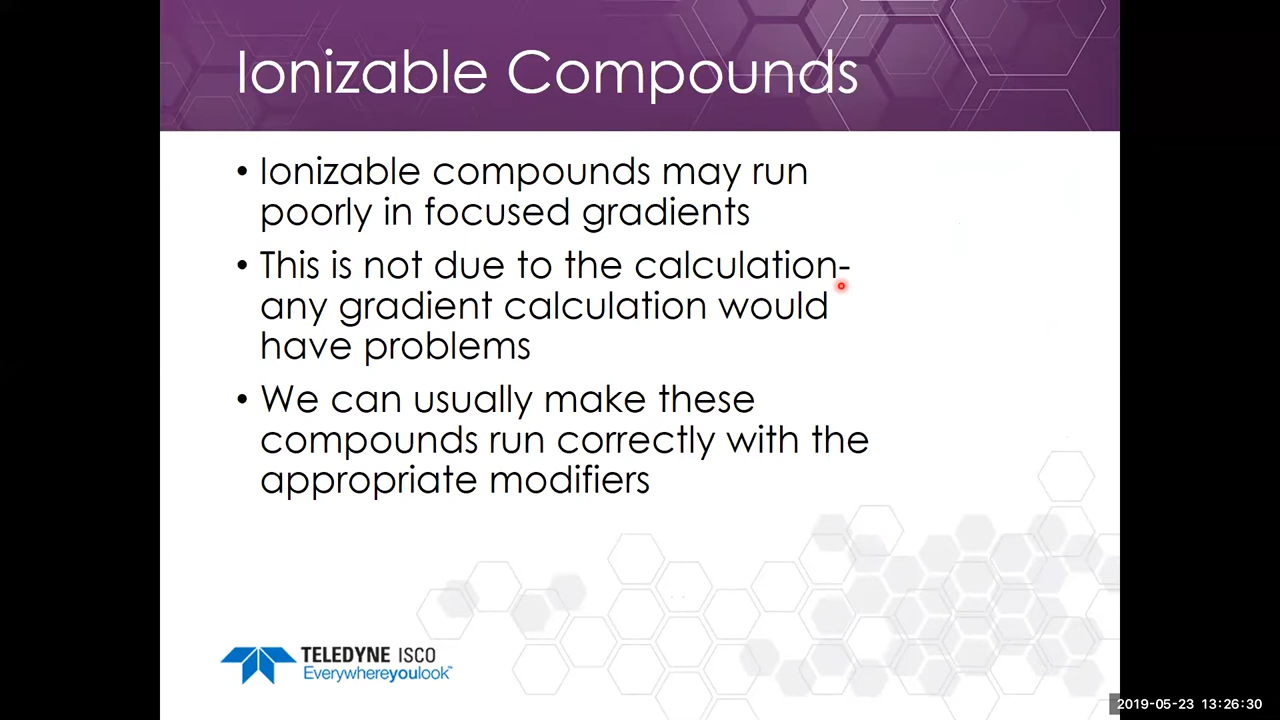 Ionizable Compounds
• Ionizable compounds may run
poorly in focused gradients
• This is not due to the calculation-
any gradient calculation would
have problems
• We can usually make these
compounds run correctly with the
appropriate modifiers
TELEDYNE ISCO
Everywhereyoulook™
2019-05-23 13:26:30